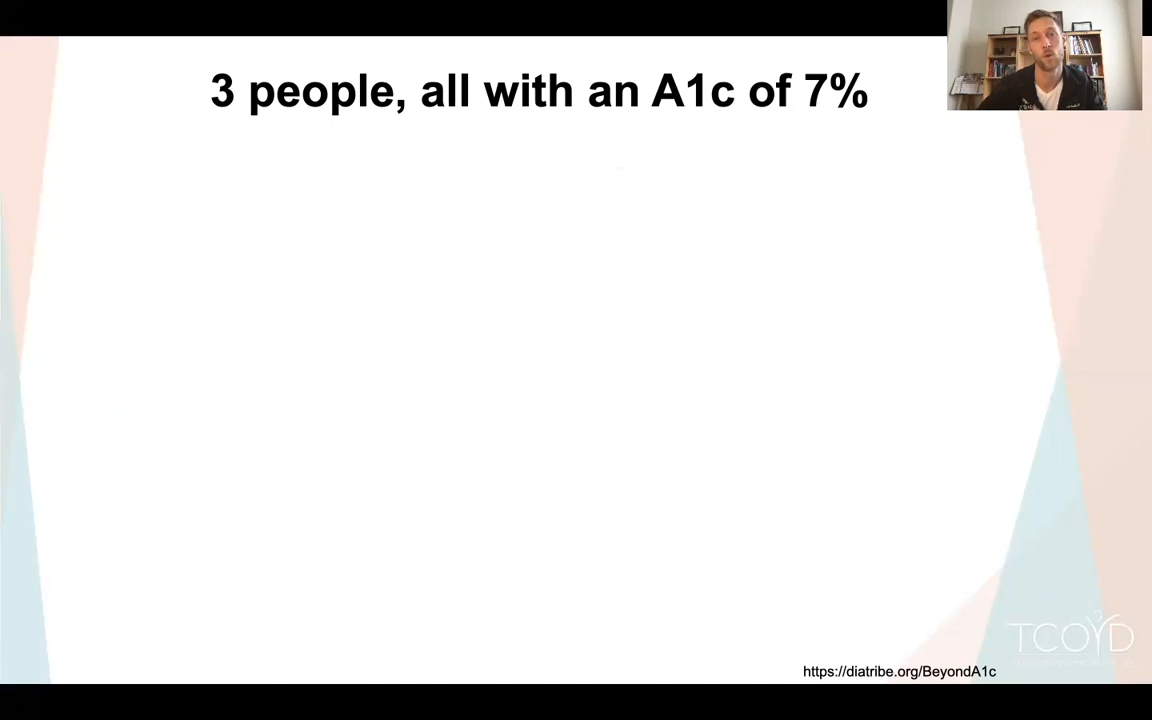 3 people, all with an A1c of 7%
TCOYD
https://diatribe.org/BeyondA1c